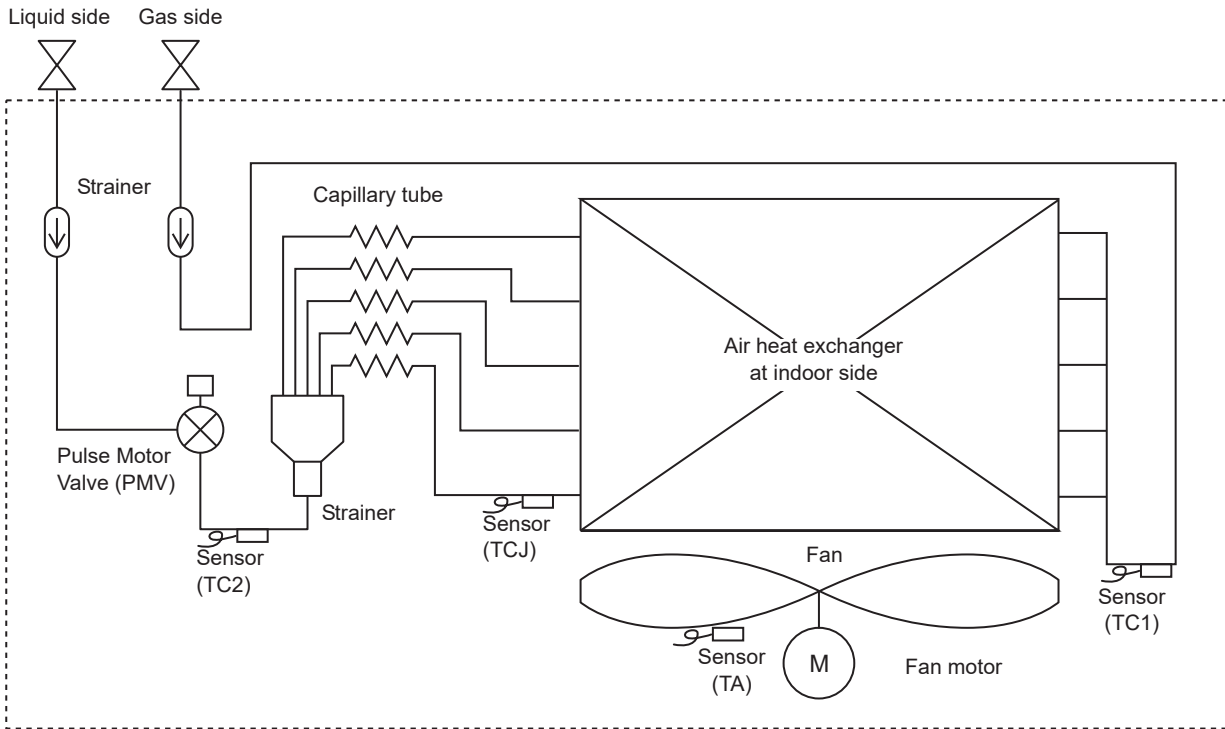 Liquid side
Gas side
Strainer
Capillary tube
Air heat exchanger
at indoor side
Pulse Motor
Valve (PMV)
Strainer
Sensor
(TCJ)
Sensor
(TC2)
Fan
Sensor
(TC1)
Sensor
(TA)
M
Fan motor